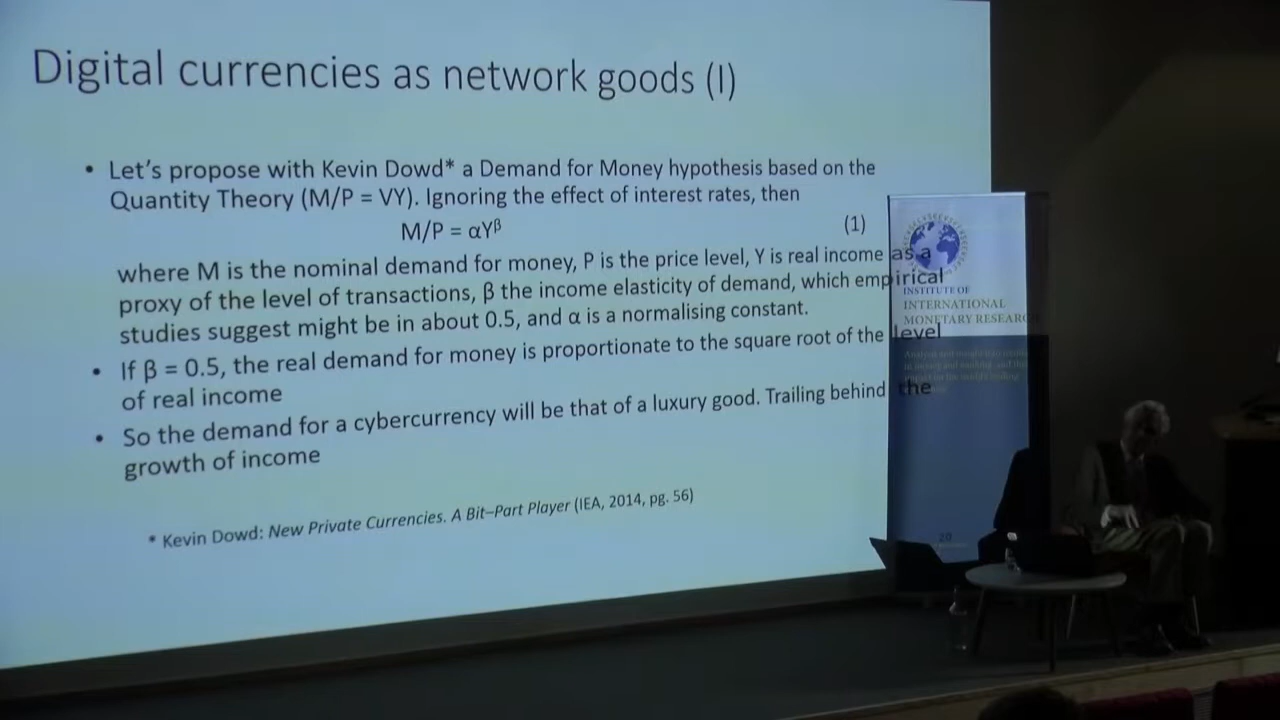 Digital currencies as network goods (I)
• Let's propose with Kevin Dowd* a Demand for Money hypothesis based on the
Quantity Theory (M/P = VY). Ignoring the effect of interest rates, then
M/P = αYᵝ (1)
where M is the nominal demand for money, P is the price level, Y is real income as a
proxy of the level of transactions, β the income elasticity of demand, which empirical
studies suggest might be in about 0.5, and α is a normalising constant.
• If β = 0.5, the real demand for money is proportionate to the square root of the level
of real income
• So the demand for a cybercurrency will be that of a luxury good. Trailing behind the
growth of income
* Kevin Dowd: New Private Currencies. A Bit–Part Player (IEA, 2014, pg. 56)
20
INSTITUTE OF
INTERNATIONAL
MONETARY RESEARC